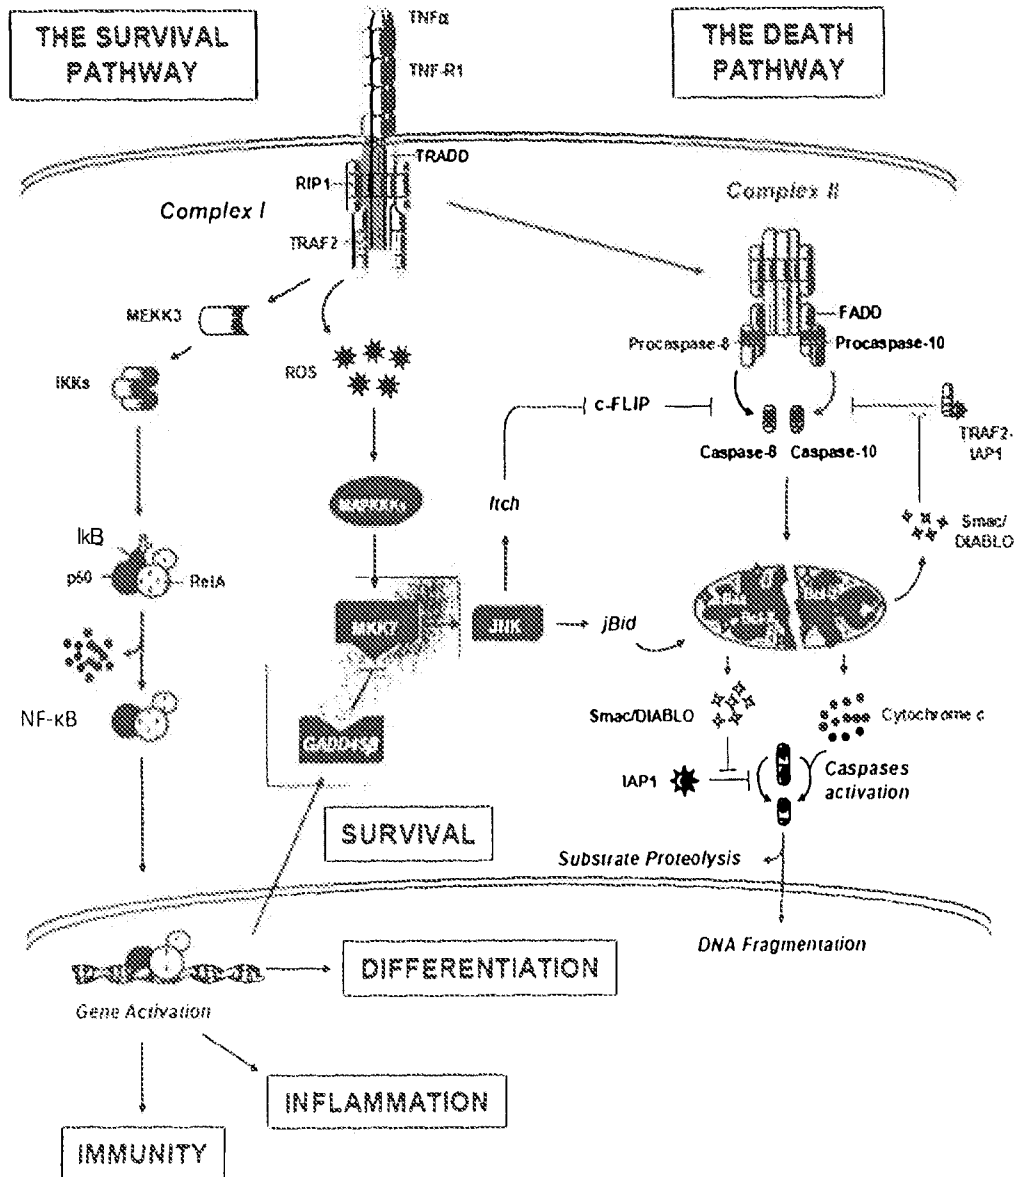 THE SURVIVAL
PATHWAY
TNFα
TNF-R1
THE DEATH
PATHWAY
TRADD
RIP1
Complex I
TRAF2
Complex II
MEKK3
FADD
Procaspase-8
Procaspase-10
IKKs
ROS
c-FLIP
TRAF2-
IAP1
Caspase-8
Caspase-10
Itch
IkB
p50
RelA
Smac/
DIABLO
MKK7
JNK
jBid
NF-κB
Smac/DIABLO
Cytochrome c
IAP1
Caspases
activation
SURVIVAL
Substrate Proteolysis
DNA Fragmentation
DIFFERENTIATION
Gene Activation
INFLAMMATION
IMMUNITY